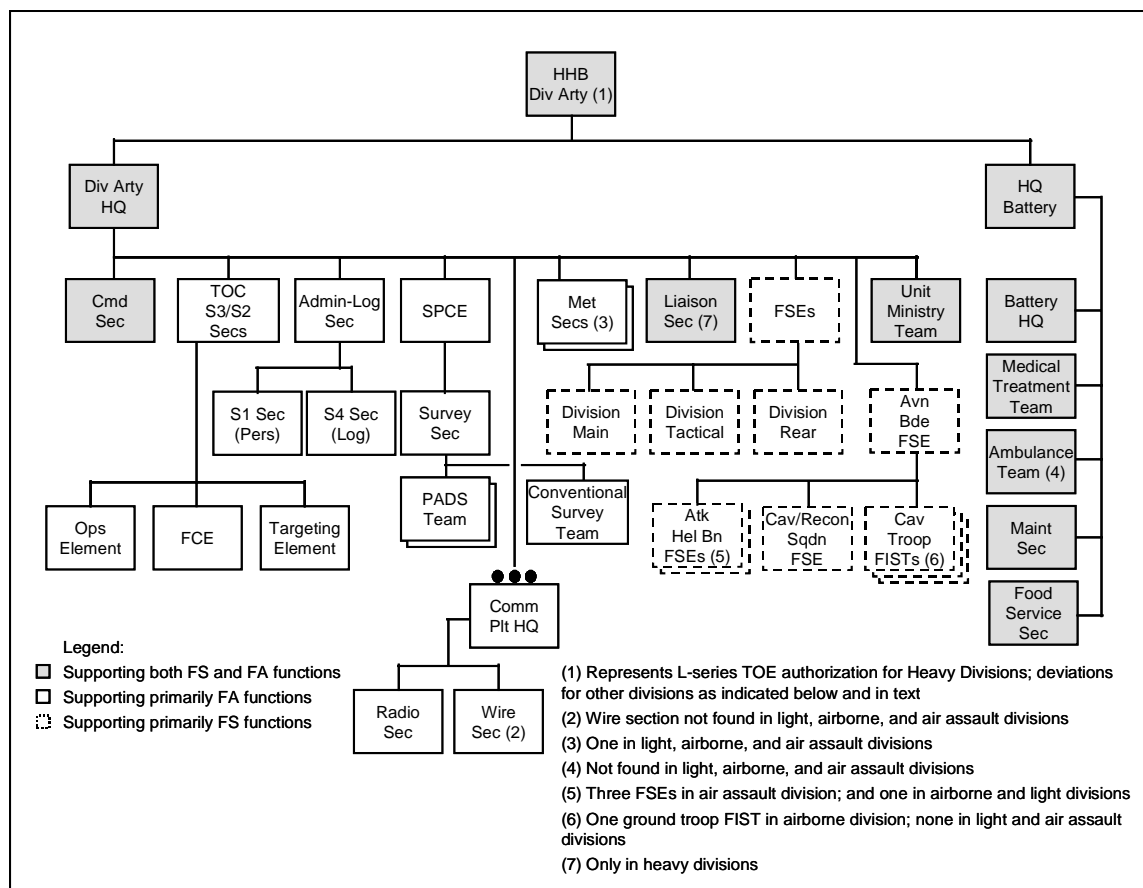 HHB
Div Arty (1)
Div Arty
HQ
HQ
Battery
Cmd
Sec
TOC
S3/S2
Secs
Admin-Log
Sec
SPCE
Met
Secs (3)
Liaison
Sec (7)
FSEs
Unit
Ministry
Team
Battery
HQ
S1 Sec
(Pers)
S4 Sec
(Log)
Survey
Sec
Division
Main
Division
Tactical
Division
Rear
Avn
Bde
FSE
Medical
Treatment
Team
Ambulance
Team (4)
Ops
Element
FCE
Targeting
Element
PADS
Team
Conventional
Survey
Team
Atk
Hel Bn
FSEs (5)
Cav/Recon
Sqdn
FSE
Cav
Troop
FISTs (6)
Maint
Sec
Food
Service
Sec
Comm
Plt HQ
Radio
Sec
Wire
Sec (2)
Legend:
Supporting both FS and FA functions
Supporting primarily FA functions
Supporting primarily FS functions
(1) Represents L-series TOE authorization for Heavy Divisions; deviations
for other divisions as indicated below and in text
(2) Wire section not found in light, airborne, and air assault divisions
(3) One in light, airborne, and air assault divisions
(4) Not found in light, airborne, and air assault divisions
(5) Three FSEs in air assault division; and one in airborne and light divisions
(6) One ground troop FIST in airborne division; none in light and air assault
divisions
(7) Only in heavy divisions